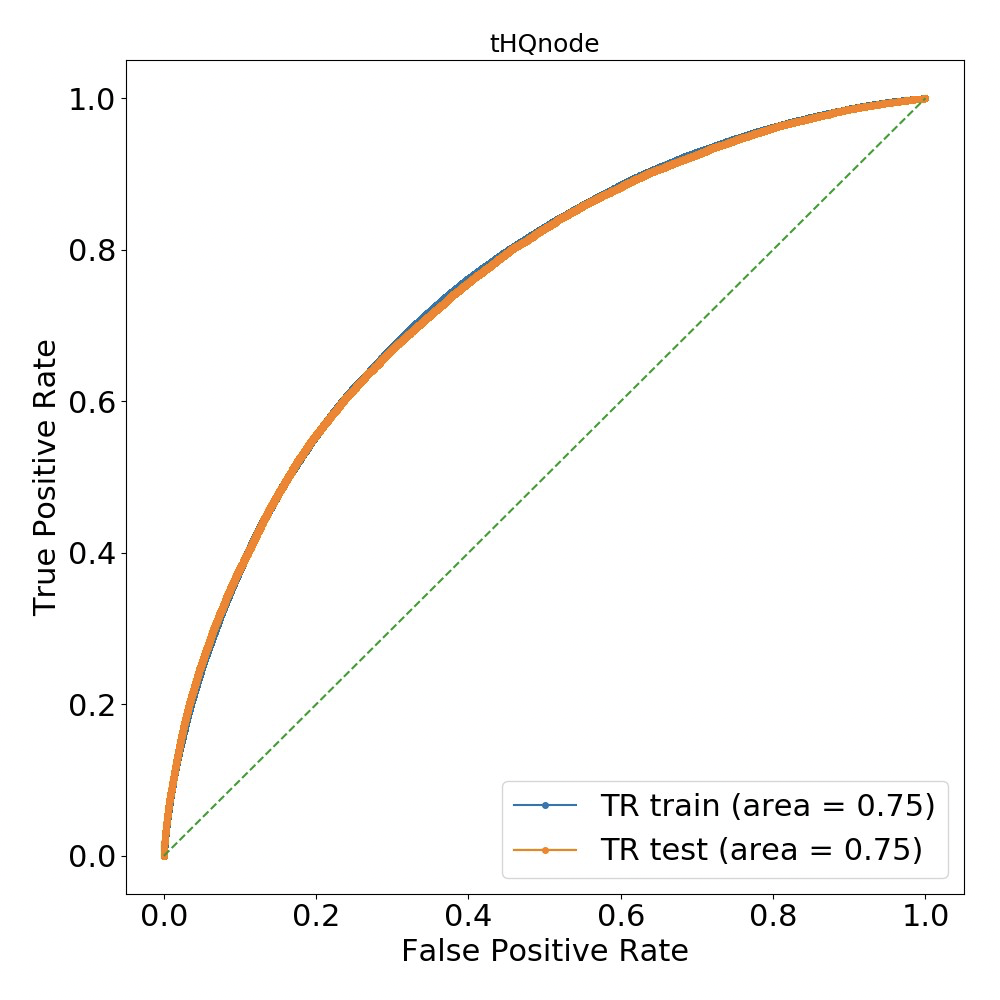 tHQnode
1.0
0.8
0.6
0.4
0.2
0.0
True Positive Rate
TR train (area = 0.75)
TR test (area = 0.75)
0.0 0.2 0.4 0.6 0.8 1.0
False Positive Rate